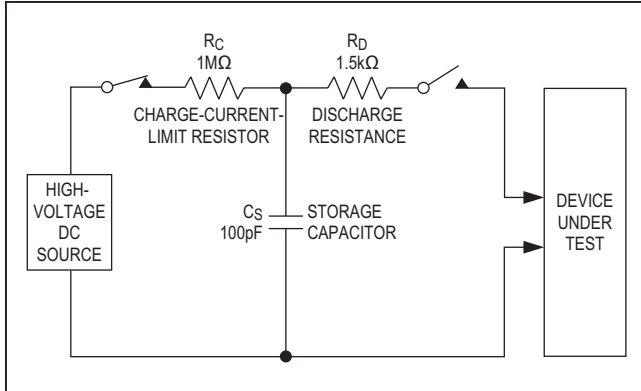 R_C
1MΩ
CHARGE-CURRENT-
LIMIT RESISTOR
R_D
1.5kΩ
DISCHARGE
RESISTANCE
HIGH-
VOLTAGE
DC
SOURCE
C_S
100pF
STORAGE
CAPACITOR
DEVICE
UNDER
TEST